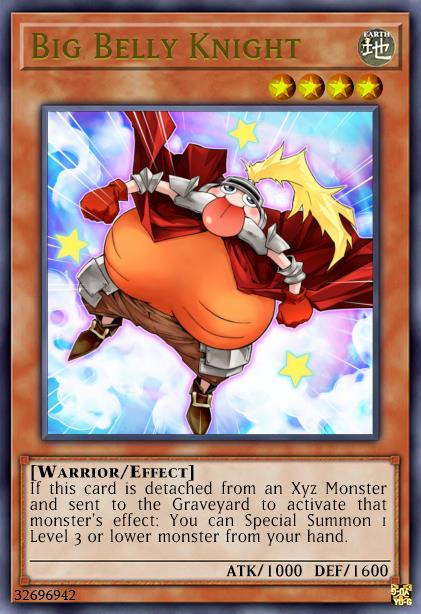 Big Belly Knight
EARTH
地
[Warrior/Effect]
If this card is detached from an Xyz Monster
and sent to the Graveyard to activate that
monster's effect: You can Special Summon 1
Level 3 or lower monster from your hand.
ATK/1000 DEF/1600
32696942